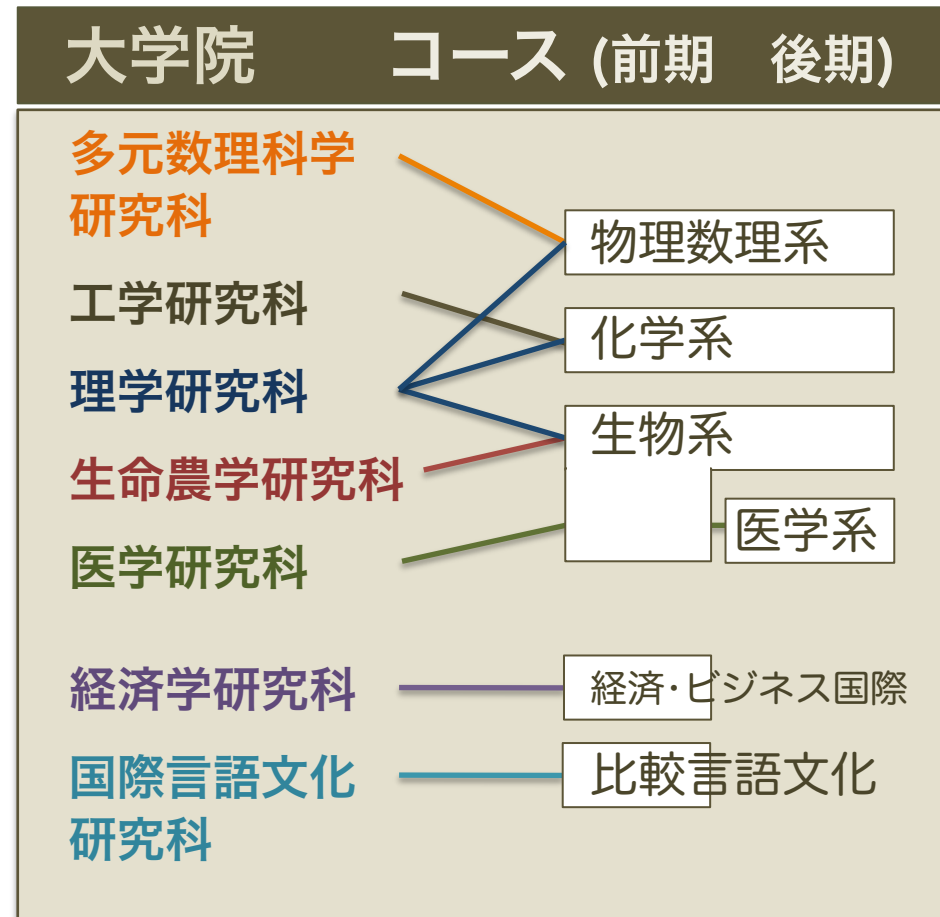 大学院 コース (前期 後期)
多元数理科学
研究科
物理数理系
工学研究科
化学系
理学研究科
生物系
生命農学研究科
医学系
医学研究科
経済学研究科
経済・ビジネス国際
国際言語文化
研究科
比較言語文化